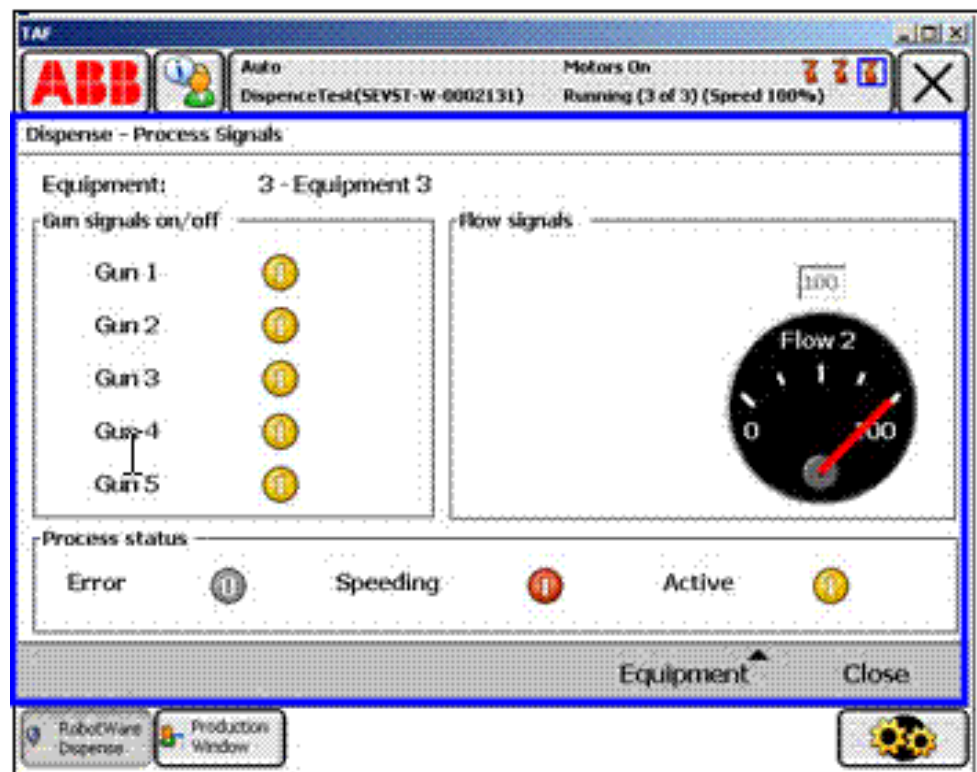 TAF
ABB
Auto
Motors On
DispenceTest(SEVST-W-0002131)
Running (3 of 3) (Speed 100%)
Dispense - Process Signals
Equipment: 3 - Equipment 3
Gun signals on/off
Flow signals
Gun 1
Gun 2
Gun 3
Gun 4
Gun 5
100
Flow 2
0
100
Process status
Error
Speeding
Active
Equipment
Close
RobotWare
Dispense
Production
Window